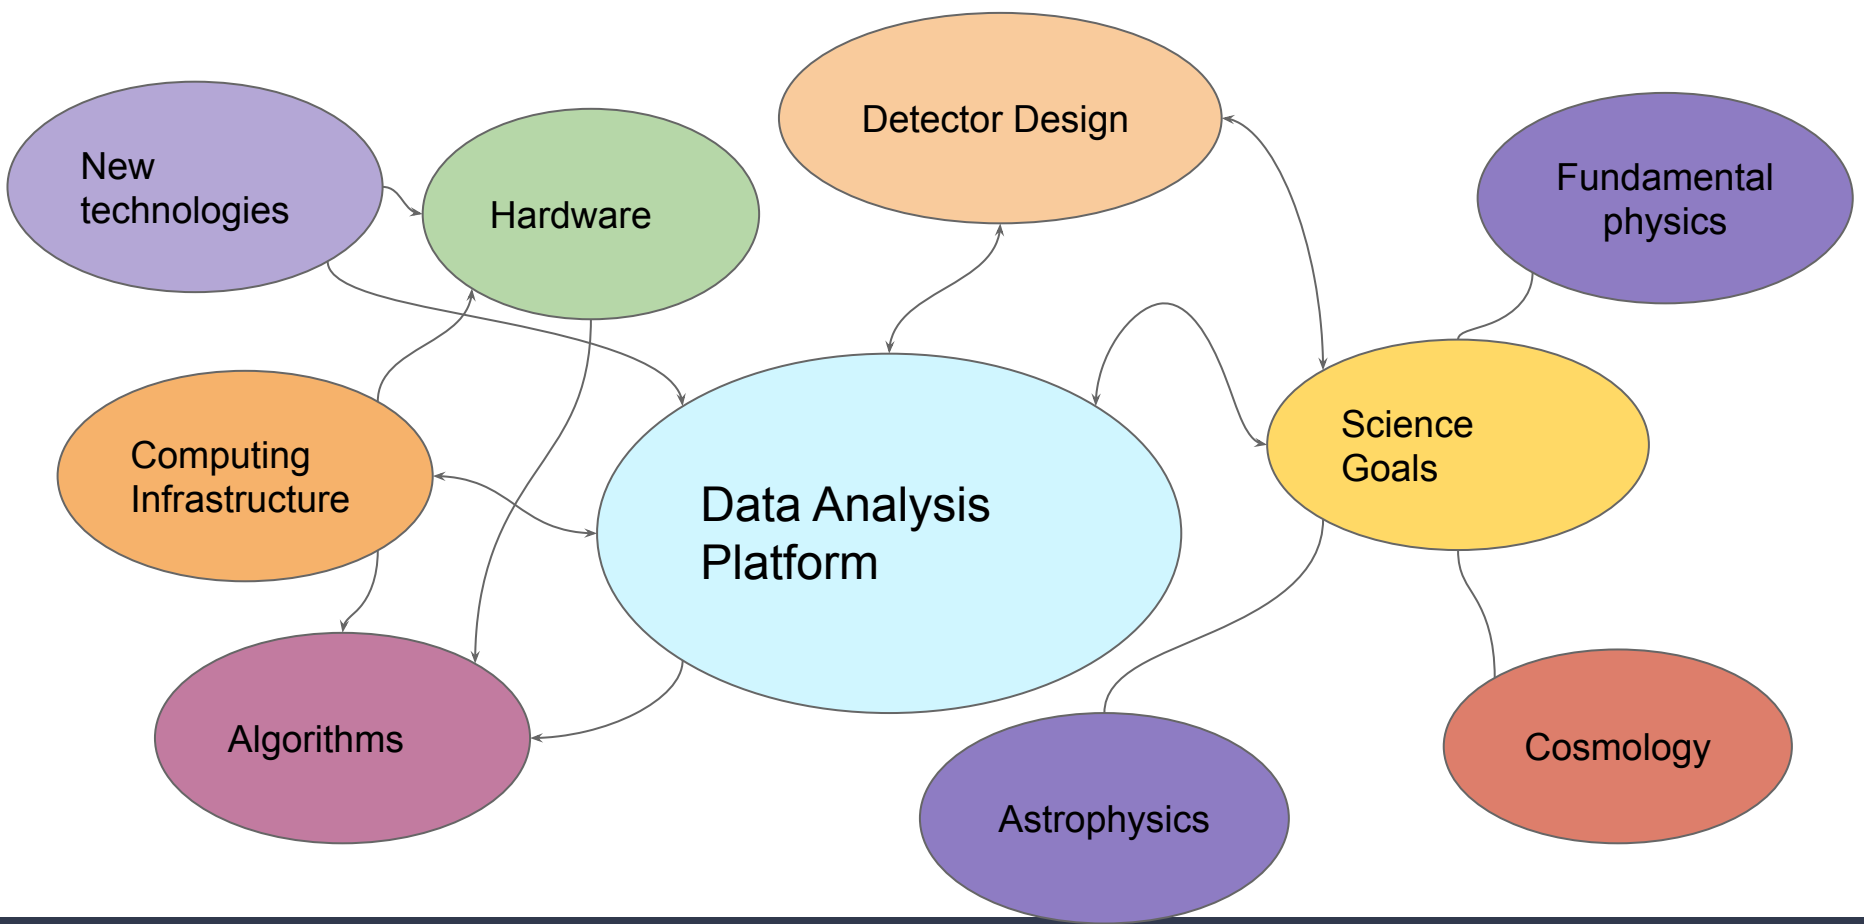 New
technologies
Hardware
Detector Design
Fundamental
physics
Computing
Infrastructure
Data Analysis
Platform
Science
Goals
Algorithms
Astrophysics
Cosmology